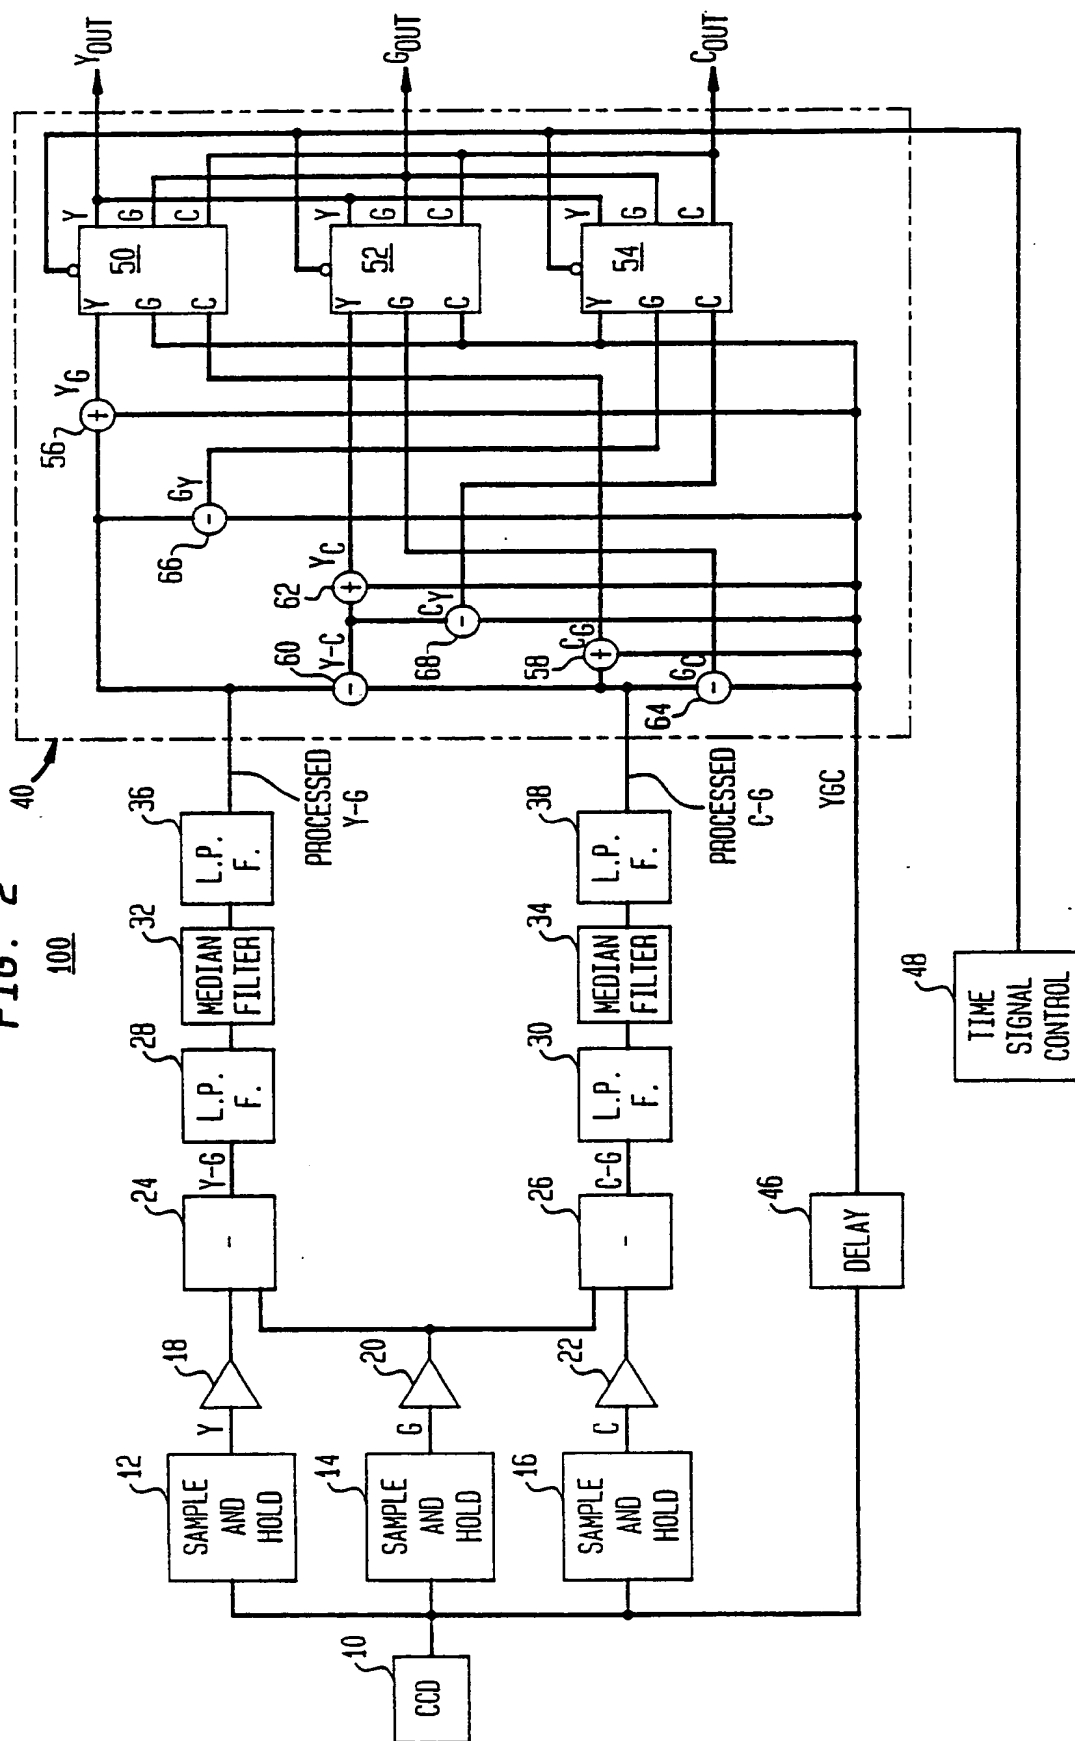 FIG. 2
100
10
CCD
12
SAMPLE
AND
HOLD
14
SAMPLE
AND
HOLD
16
SAMPLE
AND
HOLD
Y
G
C
18
20
22
24
-
26
-
Y-G
C-G
28
L.P.
F.
30
L.P.
F.
32
MEDIAN
FILTER
34
MEDIAN
FILTER
36
L.P.
F.
38
L.P.
F.
PROCESSED
Y-G
PROCESSED
C-G
46
DELAY
YGC
48
TIME
SIGNAL
CONTROL
40
60
-
Y-C
64
-
GC
58
+
CG
68
-
CY
62
+
YC
66
-
GY
56
+
YG
Y
G
C
50
Y
G
C
Y
G
C
52
Y
G
C
Y
G
C
54
Y
G
C
YOUT
GOUT
COUT